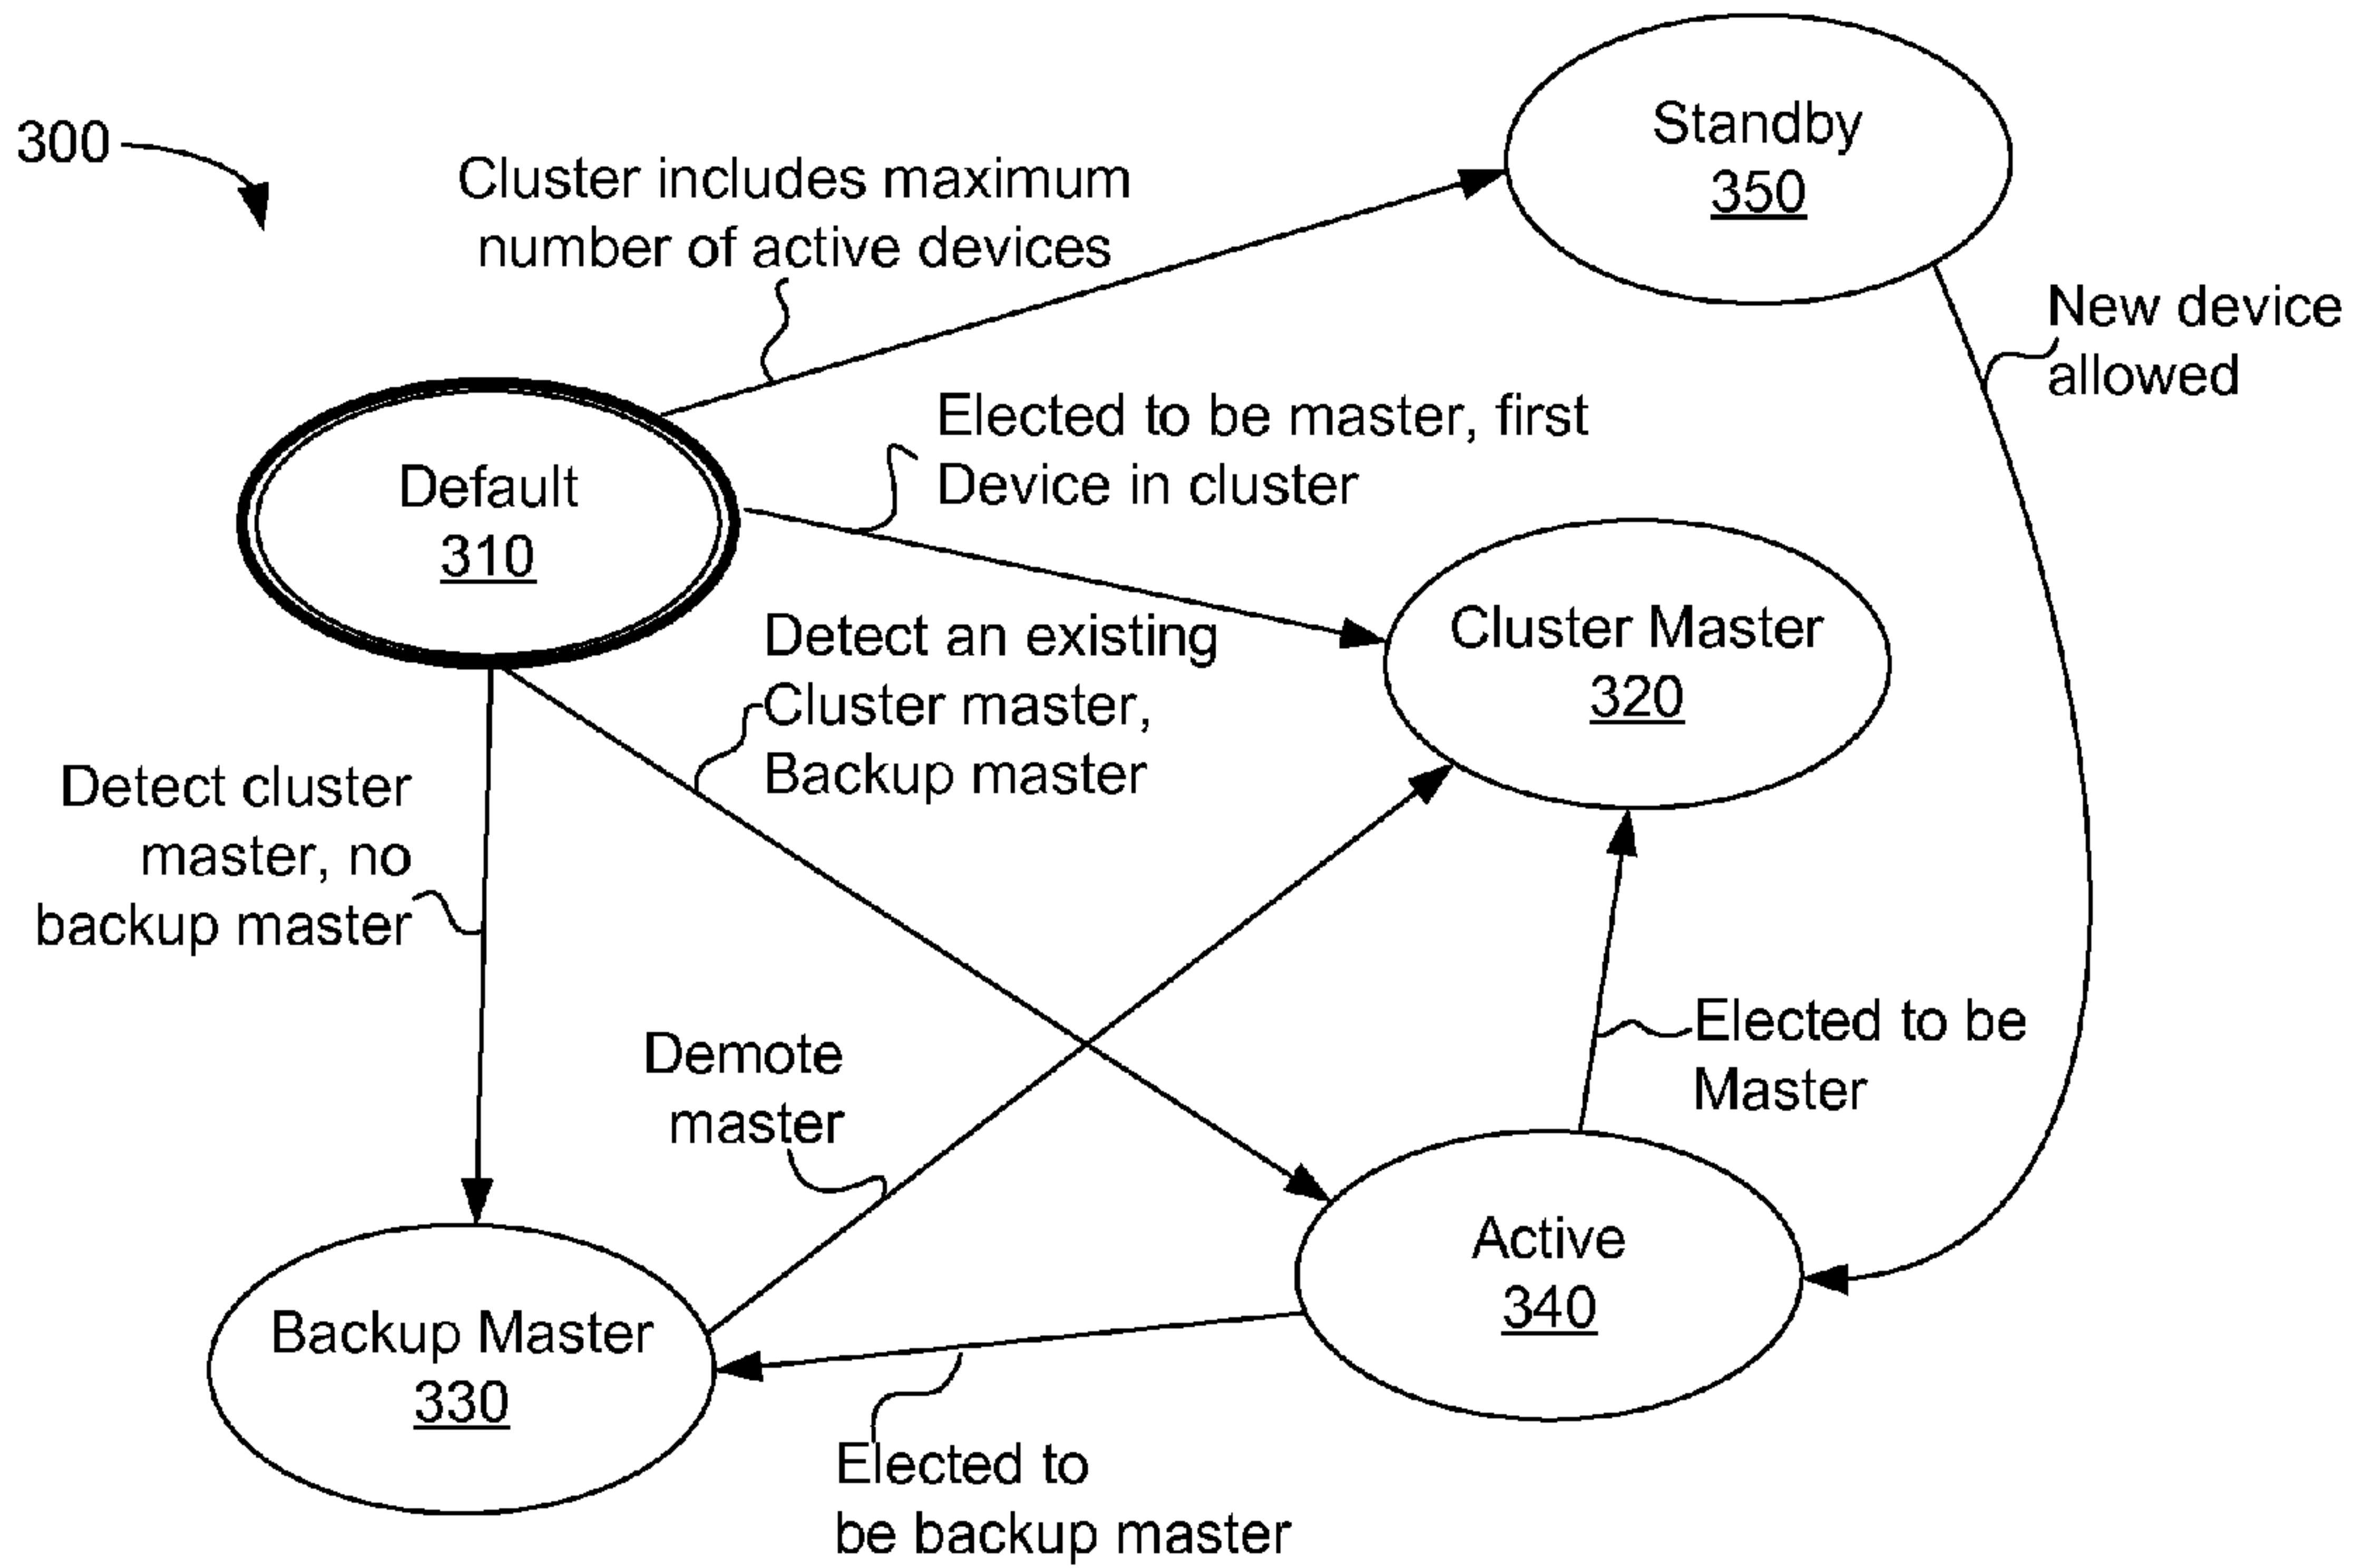 300
Standby
350
Cluster includes maximum
number of active devices
New device
allowed
Elected to be master, first
Device in cluster
Default
310
Detect an existing
Cluster master,
Backup master
Cluster Master
320
Detect cluster
master, no
backup master
Demote
master
Elected to be
Master
Active
340
Backup Master
330
Elected to
be backup master